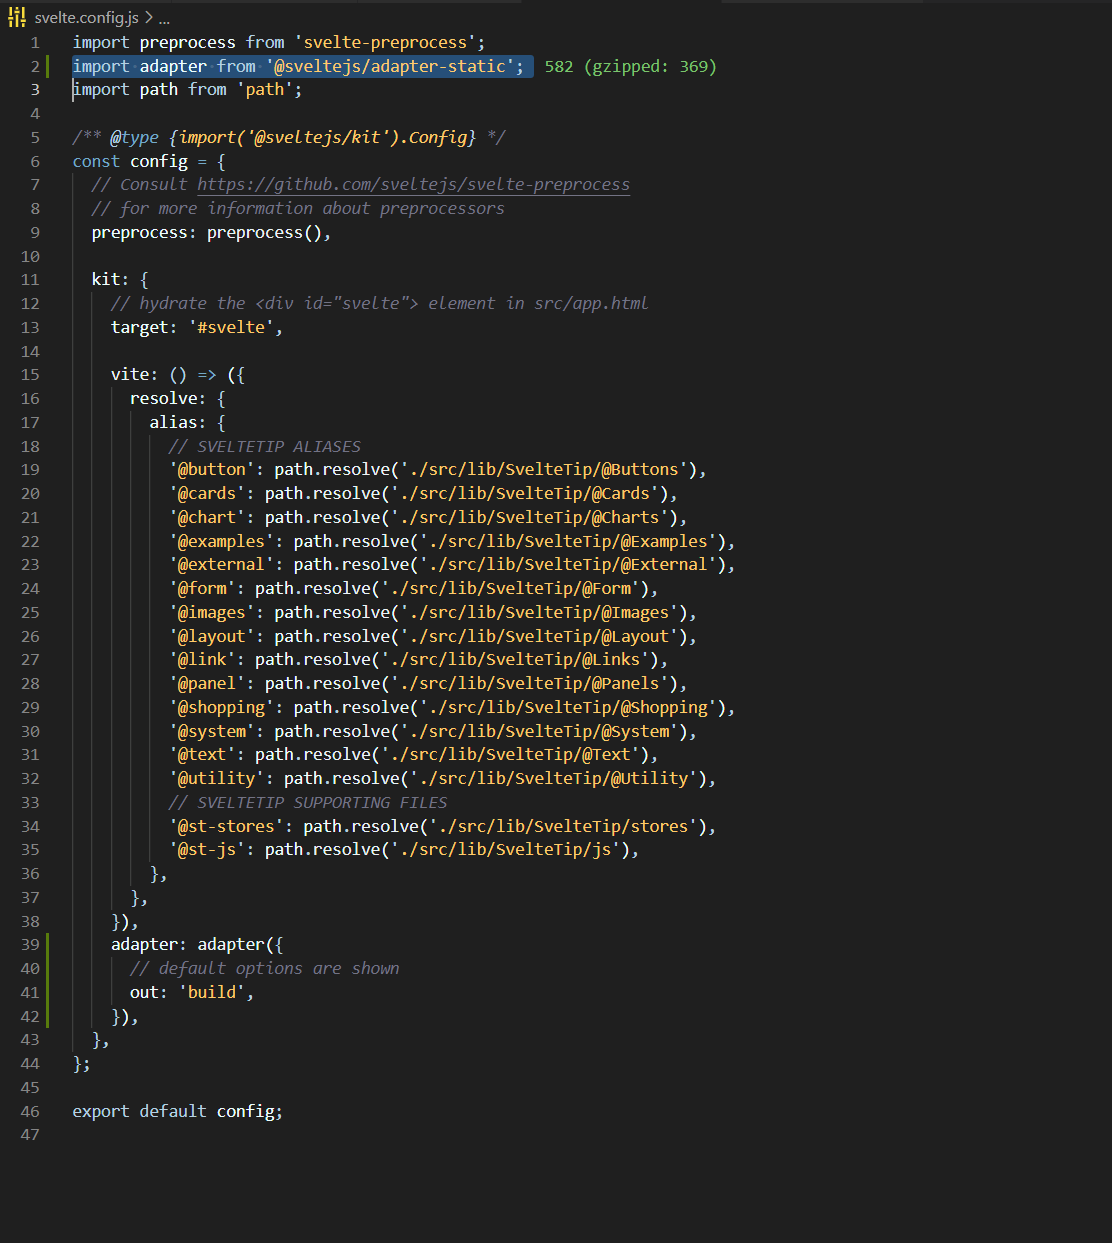 svelte.config.js > ...
1 import preprocess from 'svelte-preprocess';
2 import adapter from '@sveltejs/adapter-static'; 582 (gzipped: 369)
3 import path from 'path';
4
5 /** @type {import('@sveltejs/kit').Config} */
6 const config = {
7 // Consult https://github.com/sveltejs/svelte-preprocess
8 // for more information about preprocessors
9 preprocess: preprocess(),
10
11 kit: {
12 // hydrate the <div id="svelte"> element in src/app.html
13 target: '#svelte',
14
15 vite: () => ({
16 resolve: {
17 alias: {
18 // SVELTETIP ALIASES
19 '@button': path.resolve('./src/lib/SvelteTip/@Buttons'),
20 '@cards': path.resolve('./src/lib/SvelteTip/@Cards'),
21 '@chart': path.resolve('./src/lib/SvelteTip/@Charts'),
22 '@examples': path.resolve('./src/lib/SvelteTip/@Examples'),
23 '@external': path.resolve('./src/lib/SvelteTip/@External'),
24 '@form': path.resolve('./src/lib/SvelteTip/@Form'),
25 '@images': path.resolve('./src/lib/SvelteTip/@Images'),
26 '@layout': path.resolve('./src/lib/SvelteTip/@Layout'),
27 '@link': path.resolve('./src/lib/SvelteTip/@Links'),
28 '@panel': path.resolve('./src/lib/SvelteTip/@Panels'),
29 '@shopping': path.resolve('./src/lib/SvelteTip/@Shopping'),
30 '@system': path.resolve('./src/lib/SvelteTip/@System'),
31 '@text': path.resolve('./src/lib/SvelteTip/@Text'),
32 '@utility': path.resolve('./src/lib/SvelteTip/@Utility'),
33 // SVELTETIP SUPPORTING FILES
34 '@st-stores': path.resolve('./src/lib/SvelteTip/stores'),
35 '@st-js': path.resolve('./src/lib/SvelteTip/js'),
36 },
37 },
38 }),
39 adapter: adapter({
40 // default options are shown
41 out: 'build',
42 }),
43 },
44 };
45
46 export default config;
47